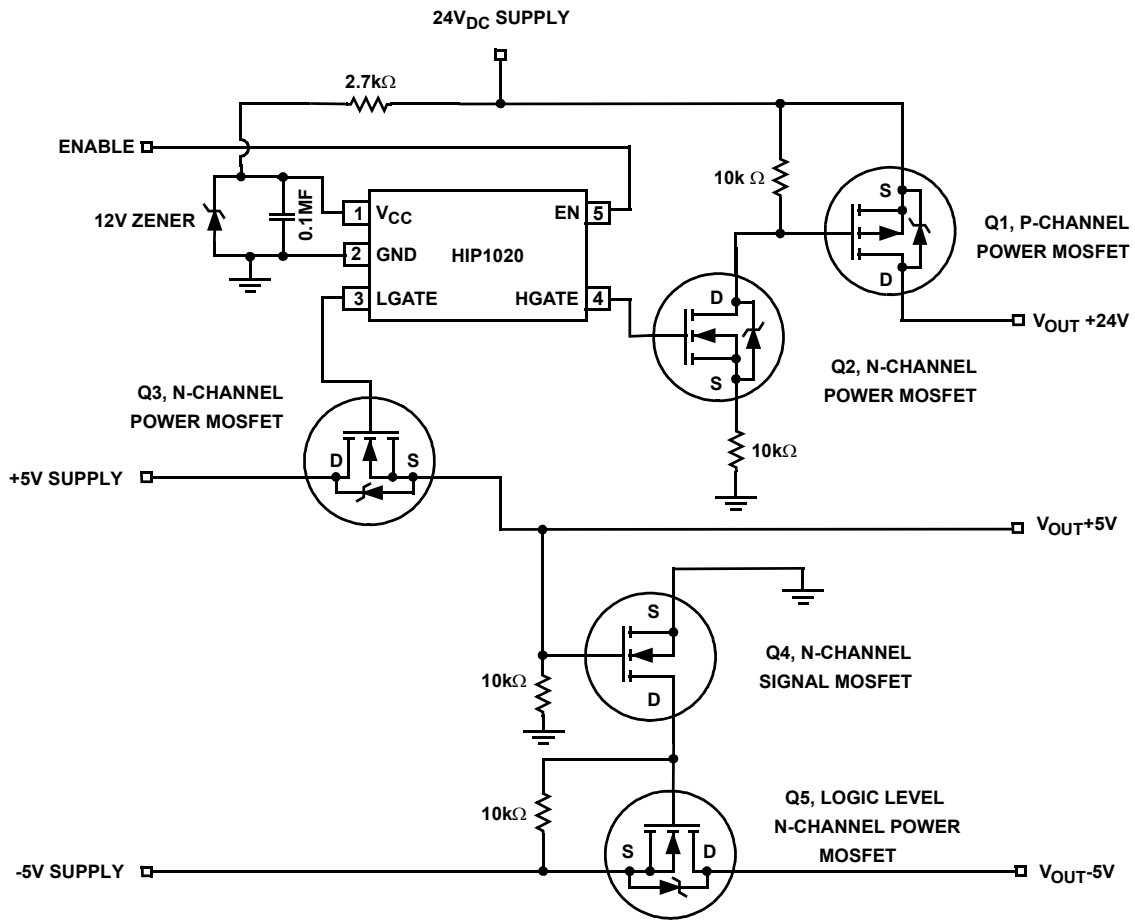 24VDC SUPPLY
2.7kΩ
ENABLE
12V ZENER
0.1MF
1 VCC
2 GND
3 LGATE
HIP1020
EN 5
HGATE 4
10k Ω
S
D
Q1, P-CHANNEL
POWER MOSFET
VOUT +24V
D
S
Q2, N-CHANNEL
POWER MOSFET
10kΩ
Q3, N-CHANNEL
POWER MOSFET
D S
+5V SUPPLY
VOUT+5V
S
D
Q4, N-CHANNEL
SIGNAL MOSFET
10kΩ
10kΩ
Q5, LOGIC LEVEL
N-CHANNEL POWER
MOSFET
S D
-5V SUPPLY
VOUT-5V